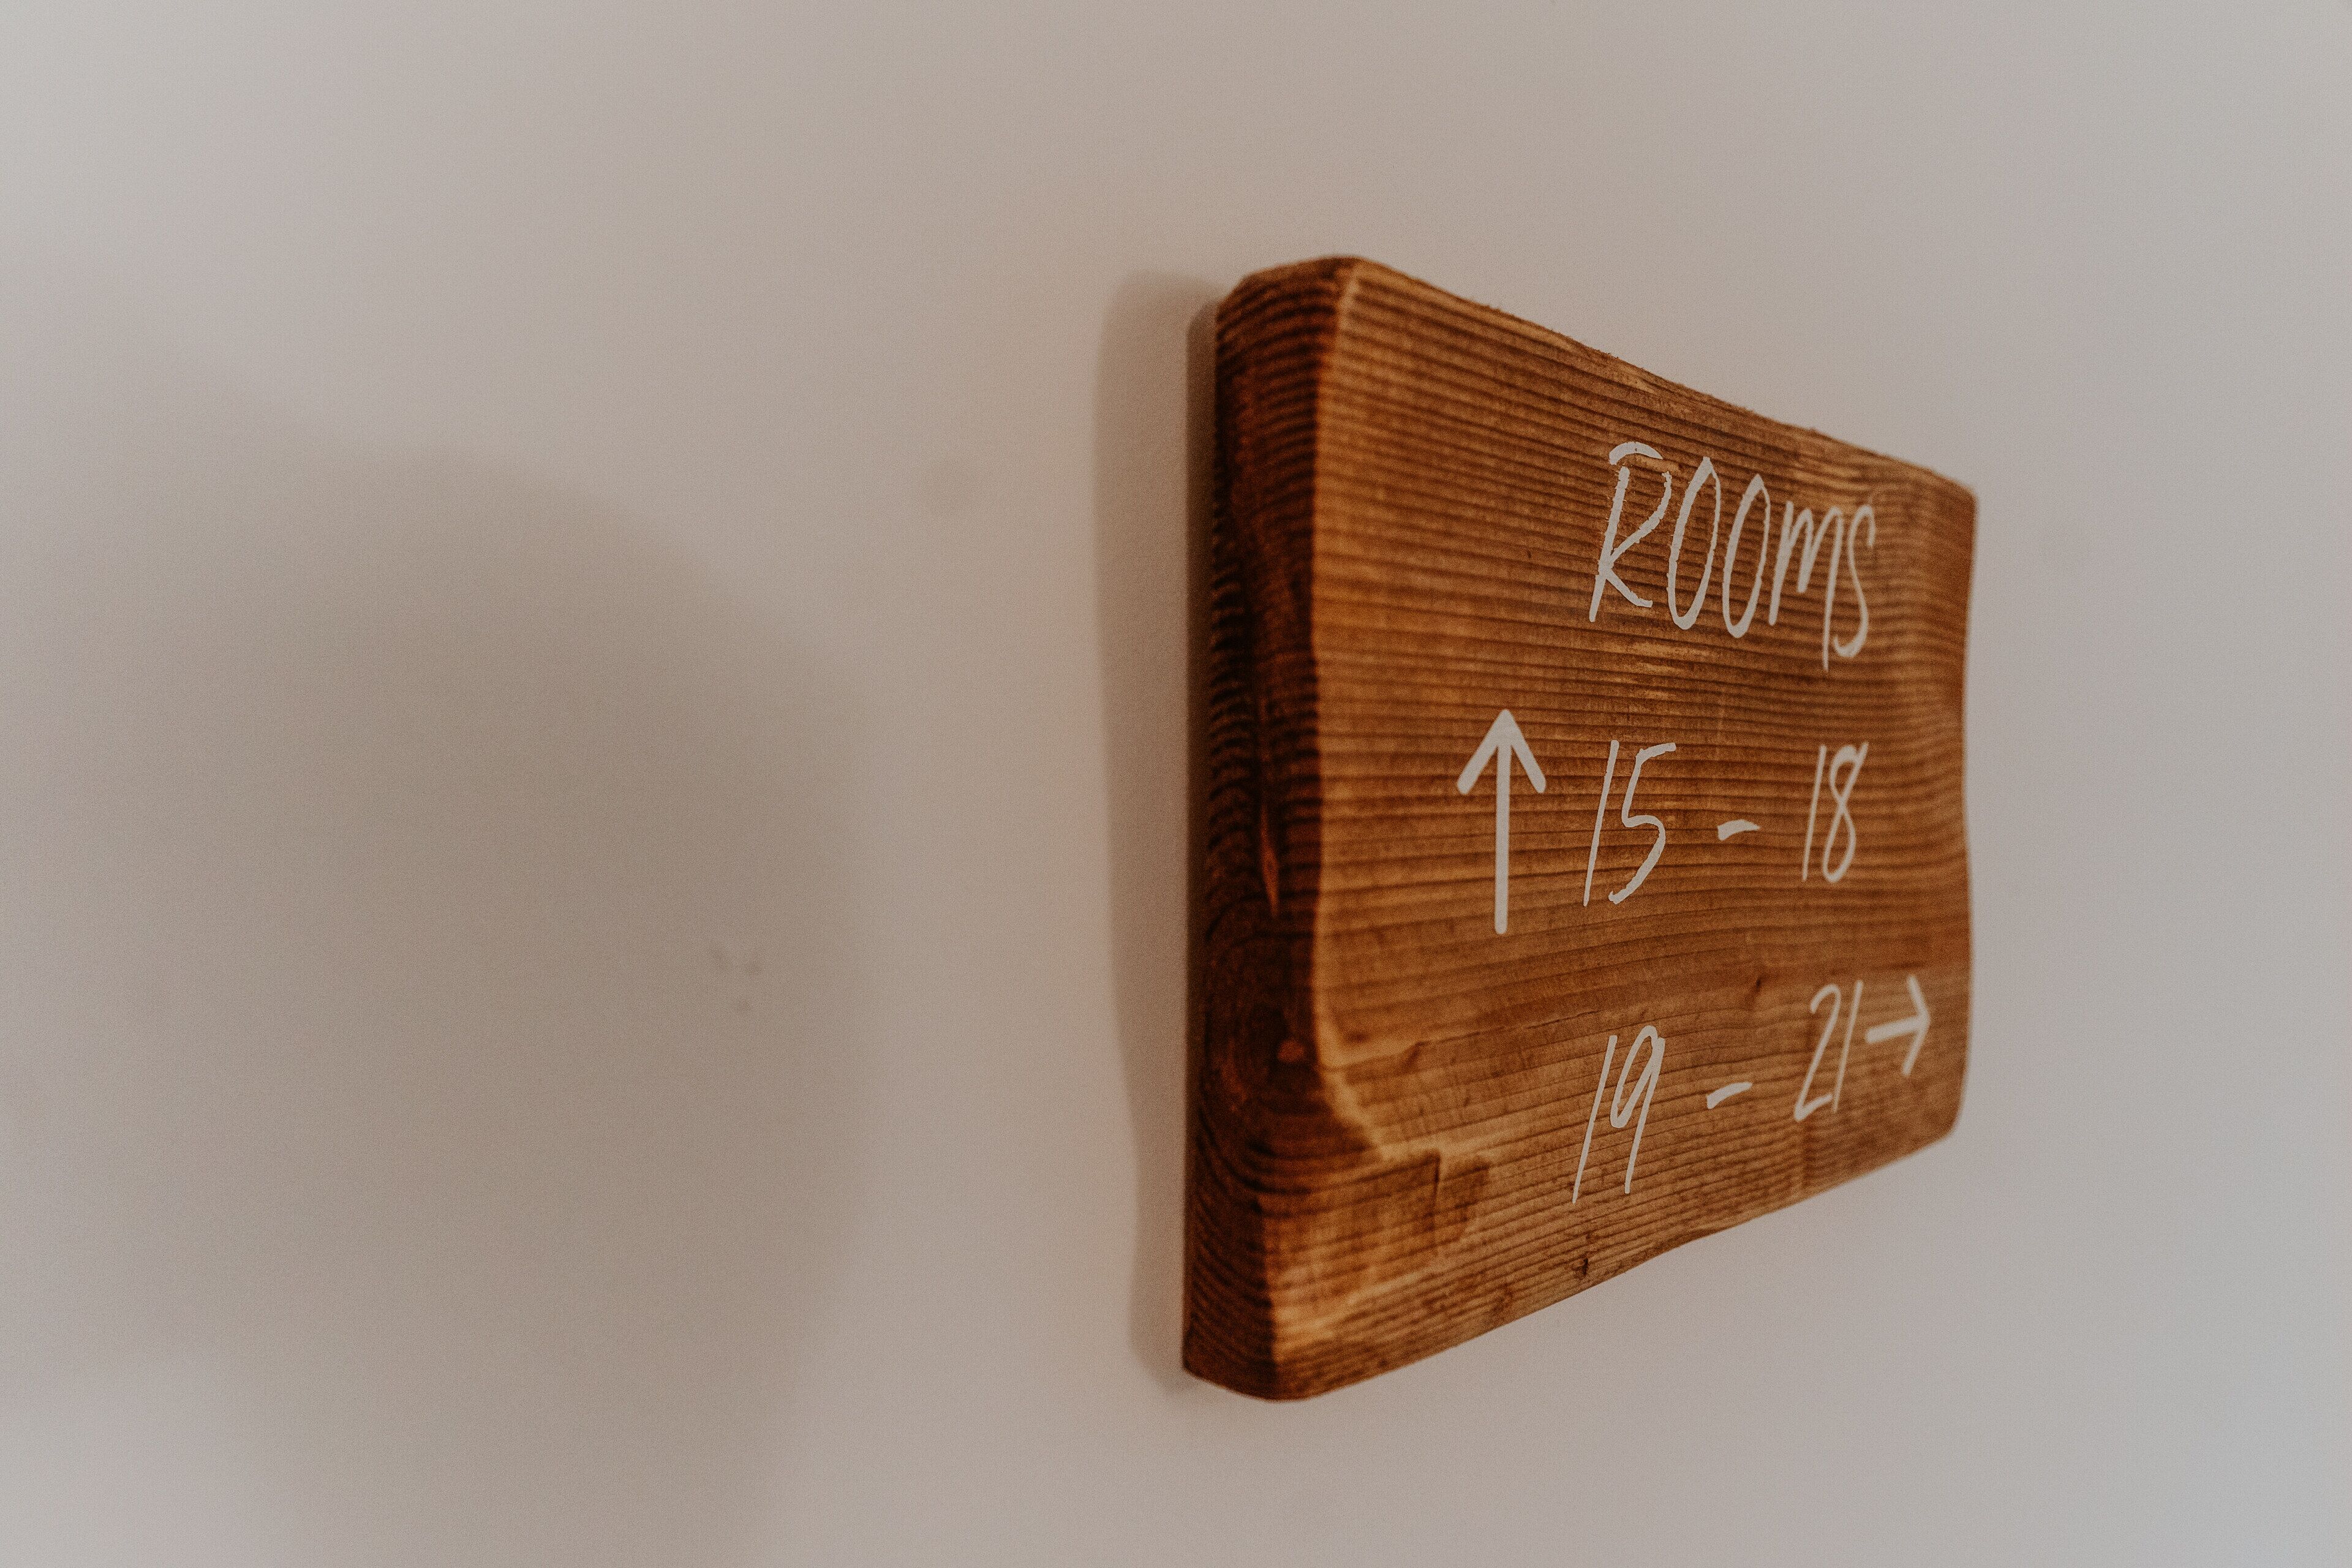 ROOMS
↑ 15 - 18
19 - 21 →